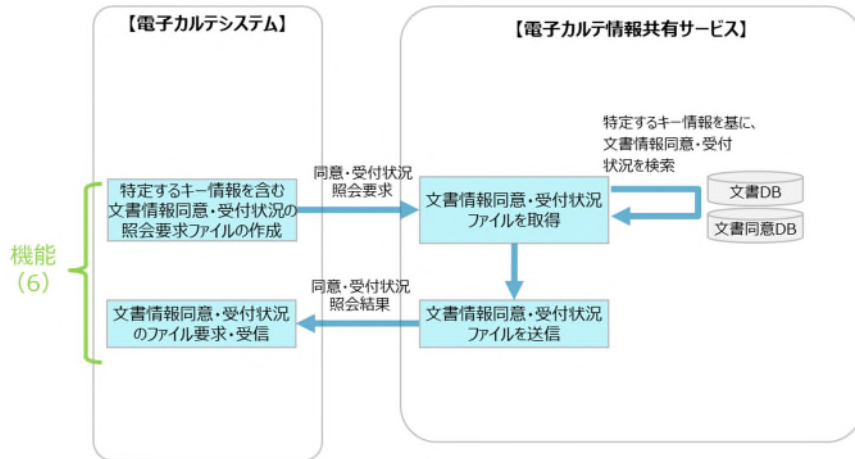 【電子カルテシステム】
【電子カルテ情報共有サービス】
特定するキー情報を基に、
文書情報同意・受付
状況を検索
同意・受付状況
照会要求
特定するキー情報を含む
文書情報同意・受付状況の
照会要求ファイルの作成
文書情報同意・受付状況
ファイルを取得
文書DB
文書同意DB
機能
（6）
同意・受付状況
照会結果
文書情報同意・受付状況
のファイル要求・受信
文書情報同意・受付状況
ファイルを送信